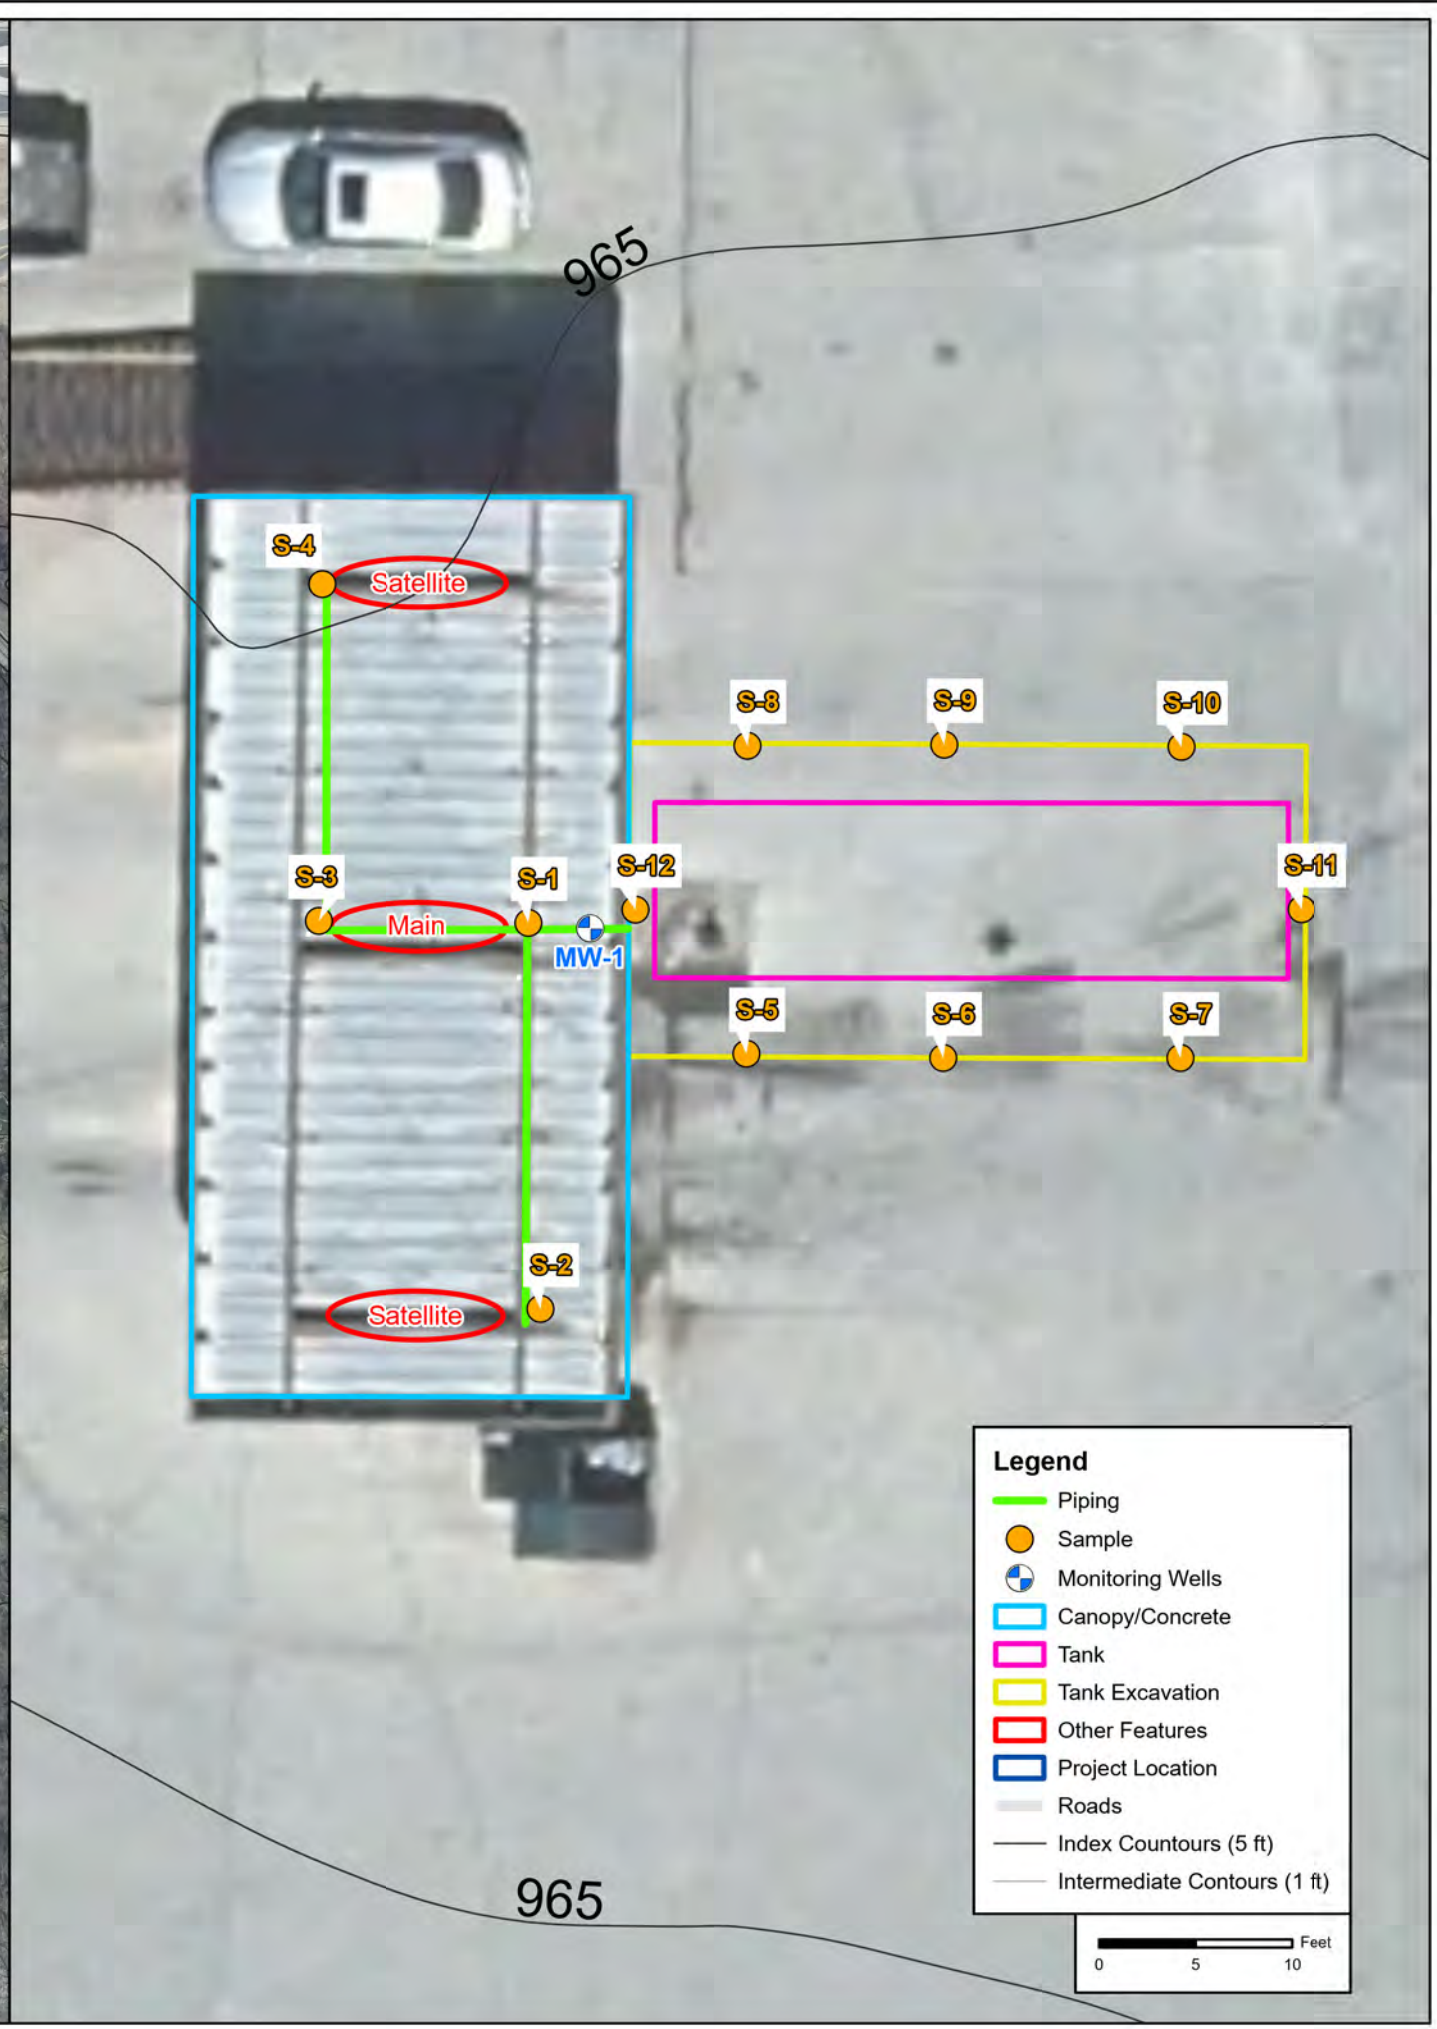 965
S-4
Satellite
S-8
S-9
S-10
S-3
S-1
S-12
S-11
Main
MW-1
S-5
S-6
S-7
S-2
Satellite
Legend
Piping
Sample
Monitoring Wells
Canopy/Concrete
Tank
Tank Excavation
Other Features
Project Location
Roads
Index Countours (5 ft)
Intermediate Contours (1 ft)
965
Feet
0 5 10